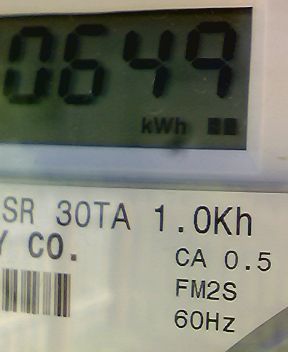 0649
kWh
SR 30TA 1.0Kh
Y CO.
CA 0.5
FM2S
60Hz